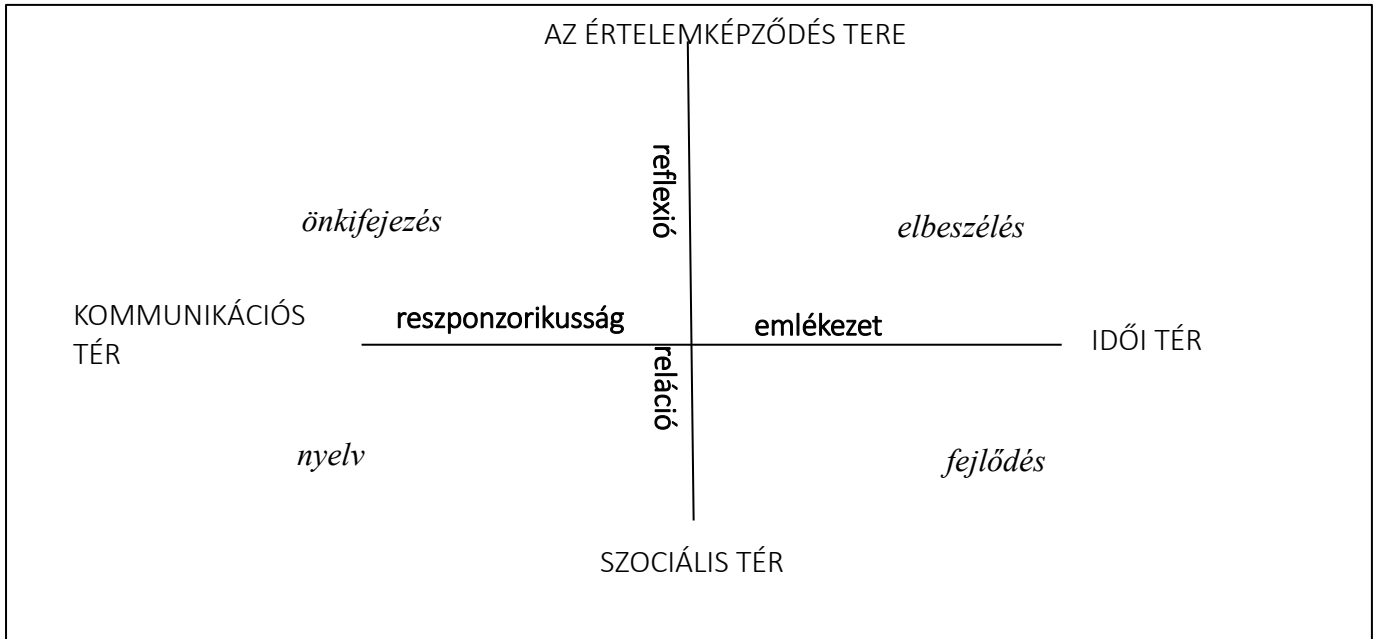 AZ ÉRTELEMKÉPZŐDÉS TERE
reflexió
önkifejezés
elbeszélés
KOMMUNIKÁCIÓS
TÉR
reszponzorikusság
emlékezet
IDŐI TÉR
reláció
nyelv
fejlődés
SZOCIÁLIS TÉR